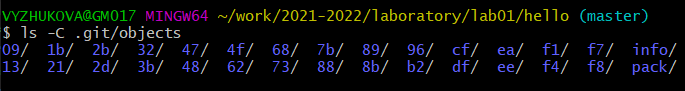 VYZHUKOVA@GM017 MINGW64 ~/work/2021-2022/laboratory/lab01/hello (master)
$ ls -C .git/objects
09/  1b/  2b/  32/  47/  4f/  68/  7b/  89/  96/  cf/  ea/  f1/  f7/  info/
13/  21/  2d/  3b/  48/  62/  73/  88/  8b/  b2/  df/  ee/  f4/  f8/  pack/